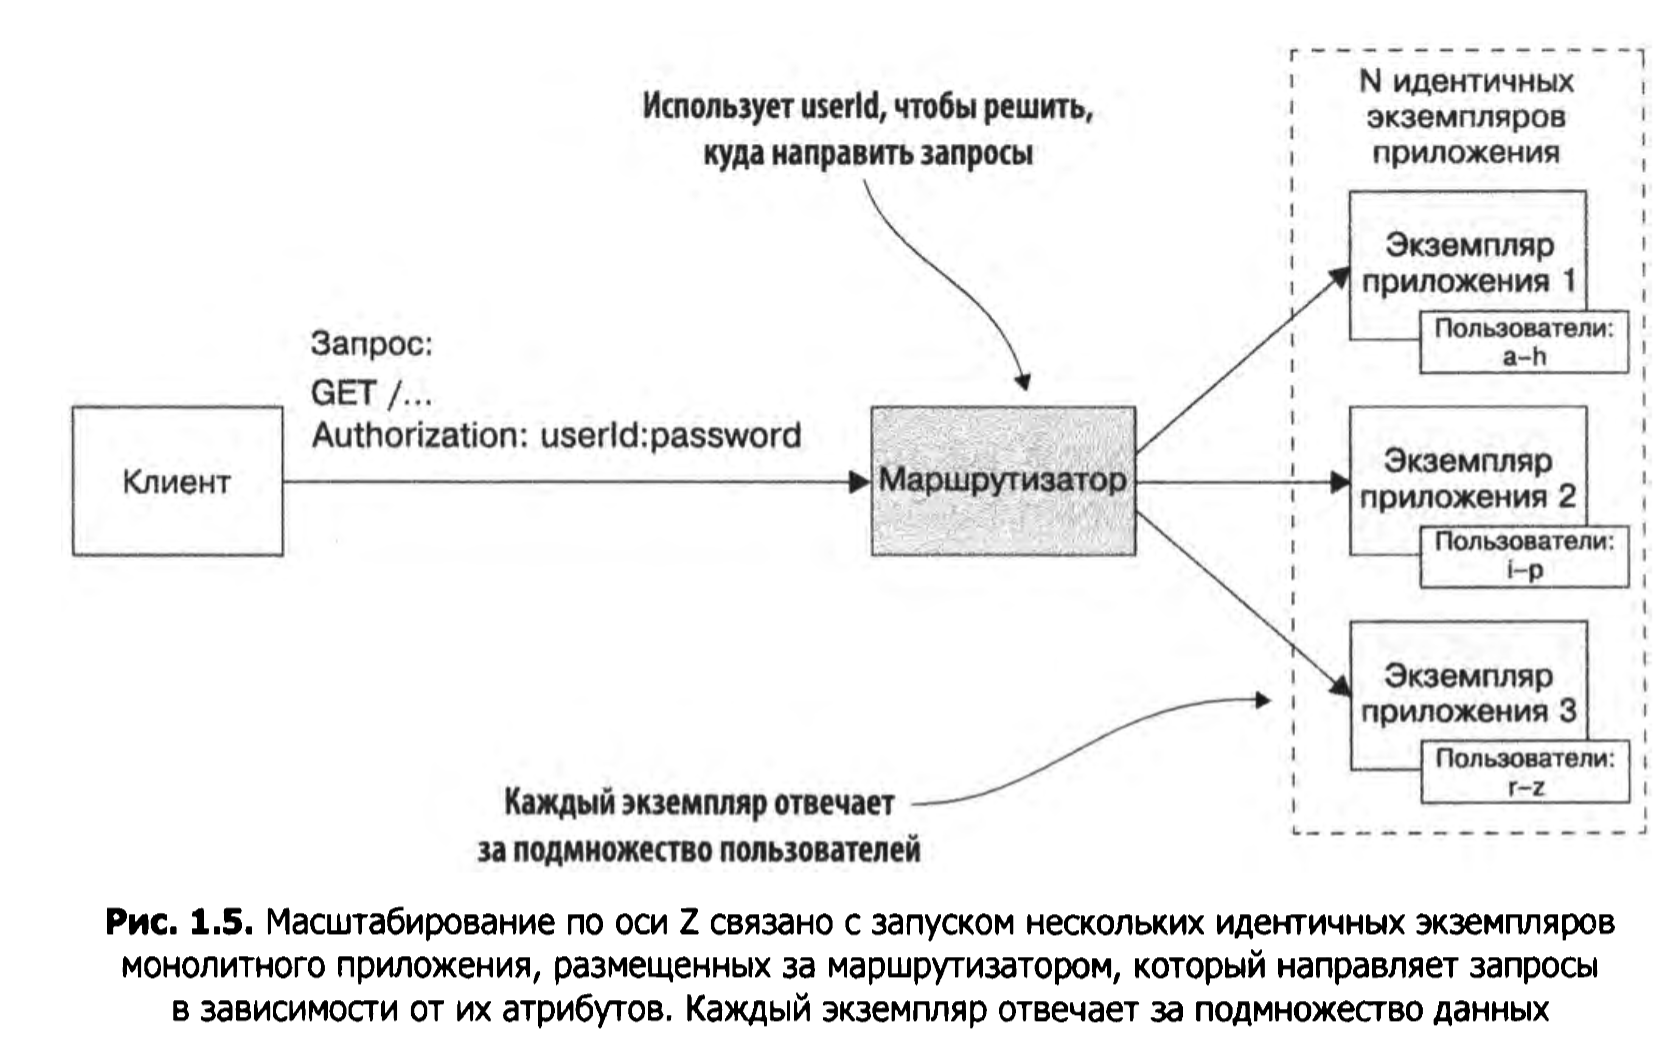 Использует userId, чтобы решить,
куда направить запросы
N идентичных
экземпляров
приложения
Экземпляр
приложения 1
Пользователи:
a–h
Запрос:
GET /...
Authorization: userId:password
Клиент
Маршрутизатор
Экземпляр
приложения 2
Пользователи:
i–p
Экземпляр
приложения 3
Пользователи:
r–z
Каждый экземпляр отвечает
за подмножество пользователей
Рис. 1.5. Масштабирование по оси Z связано с запуском нескольких идентичных экземпляров
монолитного приложения, размещенных за маршрутизатором, который направляет запросы
в зависимости от их атрибутов. Каждый экземпляр отвечает за подмножество данных